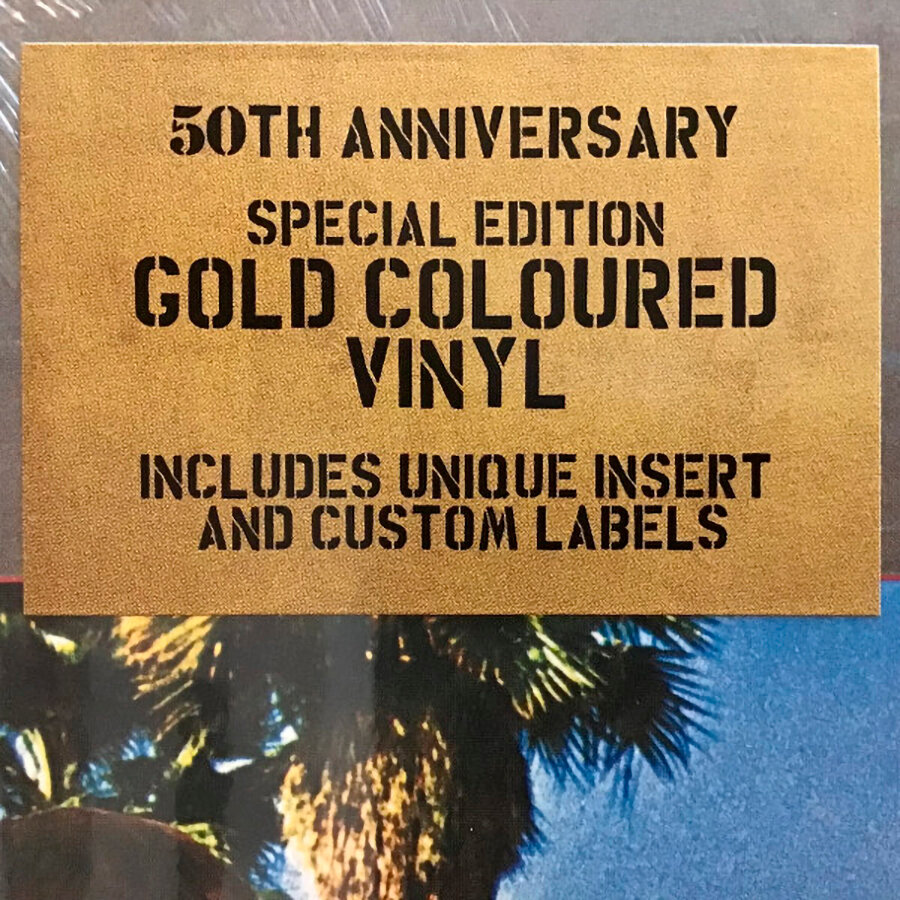 50TH ANNIVERSARY
SPECIAL EDITION
GOLD COLOURED
VINYL
INCLUDES UNIQUE INSERT
AND CUSTOM LABELS